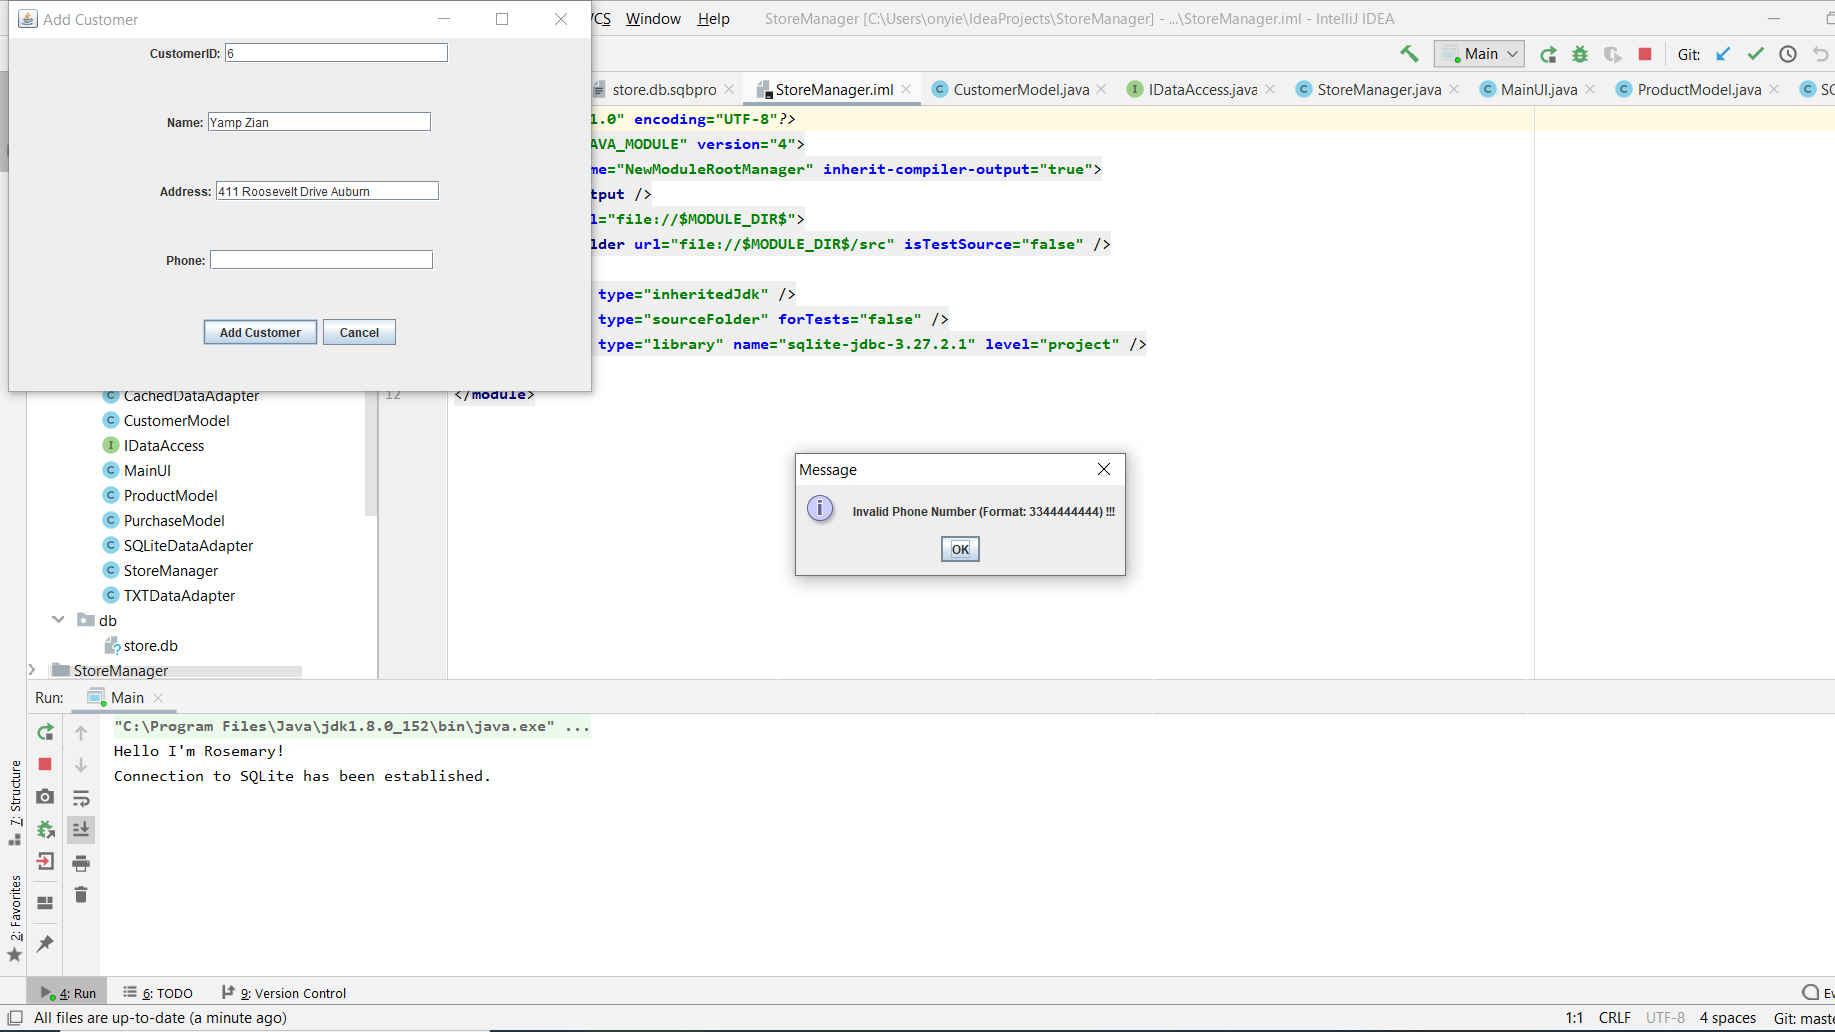 Add Customer
CustomerID: 6
Name: Yamp Zian
Address: 411 Roosevelt Drive Auburn
Phone:
Add Customer Cancel
VCS Window Help StoreManager [C:\Users\onyie\IdeaProjects\StoreManager] - ...\StoreManager.iml - IntelliJ IDEA
Main Git:
store.db.sqbpro StoreManager.iml CustomerModel.java IDataAccess.java StoreManager.java MainUI.java ProductModel.java
1.0" encoding="UTF-8"?>
AVA_MODULE" version="4">
me="NewModuleRootManager" inherit-compiler-output="true">
tput />
l="file://$MODULE_DIR$">
lder url="file://$MODULE_DIR$/src" isTestSource="false" />
type="inheritedJdk" />
type="sourceFolder" forTests="false" />
type="library" name="sqlite-jdbc-3.27.2.1" level="project" />
12 </module>
CachedDataAdapter
CustomerModel
IDataAccess
MainUI
ProductModel
PurchaseModel
SQLiteDataAdapter
StoreManager
TXTDataAdapter
db
store.db
StoreManager
Message
Invalid Phone Number (Format: 3344444444) !!!
OK
Run: Main
"C:\Program Files\Java\jdk1.8.0_152\bin\java.exe" ...
Hello I'm Rosemary!
Connection to SQLite has been established.
7: Structure
2: Favorites
4: Run 6: TODO 9: Version Control Ev
All files are up-to-date (a minute ago) 1:1 CRLF UTF-8 4 spaces Git: maste